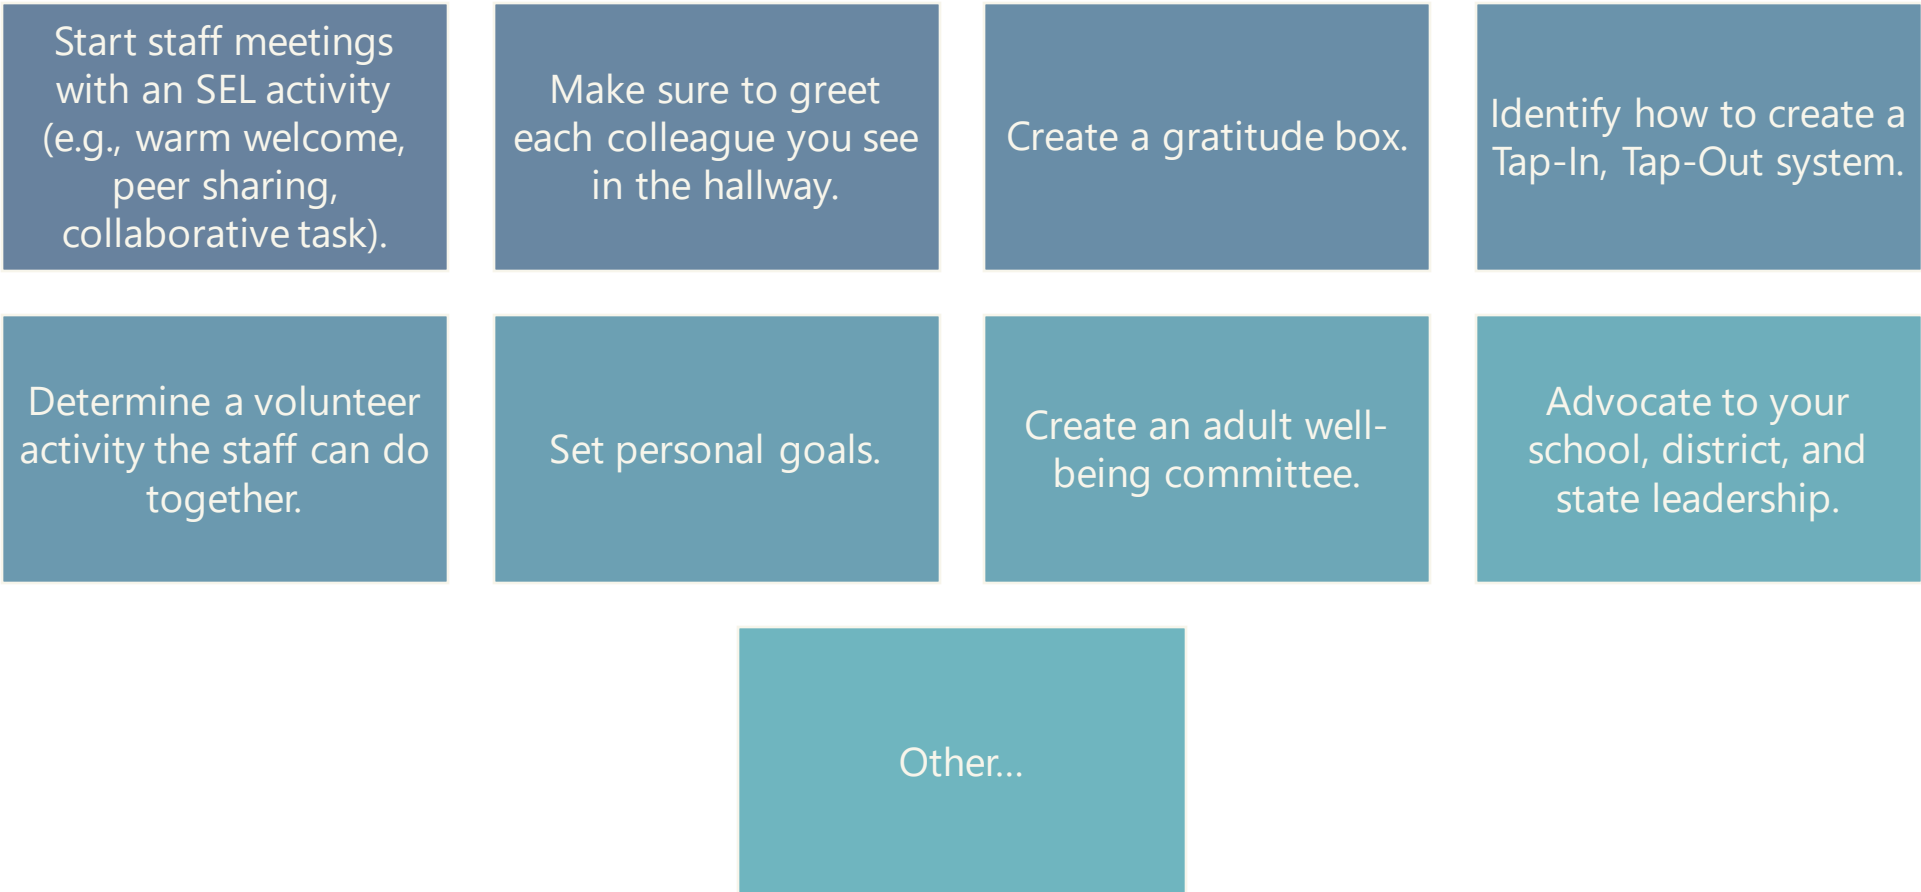 Start staff meetings
with an SEL activity
(e.g., warm welcome,
peer sharing,
collaborative task).
Make sure to greet
each colleague you see
in the hallway.
Create a gratitude box.
Identify how to create a
Tap-In, Tap-Out system.
Determine a volunteer
activity the staff can do
together.
Set personal goals.
Create an adult well-
being committee.
Advocate to your
school, district, and
state leadership.
Other…